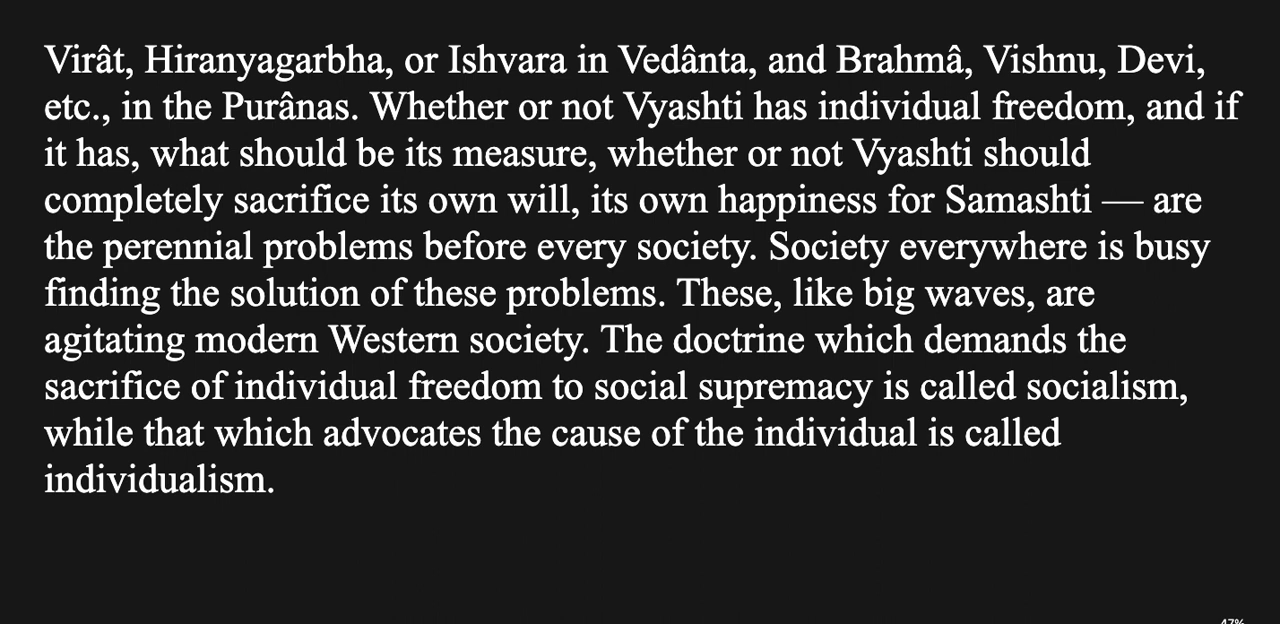 Virât, Hiranyagarbha, or Ishvara in Vedânta, and Brahmâ, Vishnu, Devi,
etc., in the Purânas. Whether or not Vyashti has individual freedom, and if
it has, what should be its measure, whether or not Vyashti should
completely sacrifice its own will, its own happiness for Samashti — are
the perennial problems before every society. Society everywhere is busy
finding the solution of these problems. These, like big waves, are
agitating modern Western society. The doctrine which demands the
sacrifice of individual freedom to social supremacy is called socialism,
while that which advocates the cause of the individual is called
individualism.
47%